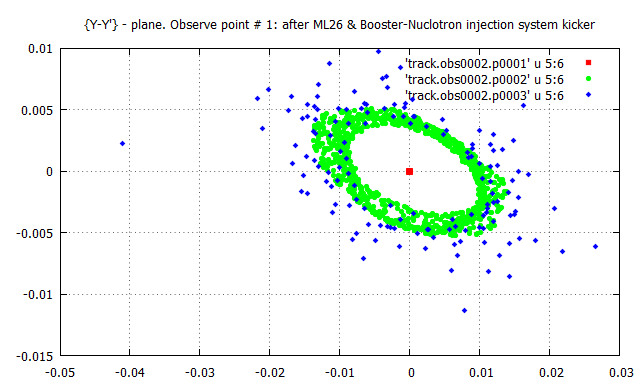 {Y-Y'} - plane. Observe point # 1: after ML26 & Booster-Nuclotron injection system kicker
0.01
'track.obs0002.p0001' u 5:6
'track.obs0002.p0002' u 5:6
'track.obs0002.p0003' u 5:6
0.005
0
-0.005
-0.01
-0.015
-0.05 -0.04 -0.03 -0.02 -0.01 0 0.01 0.02 0.03